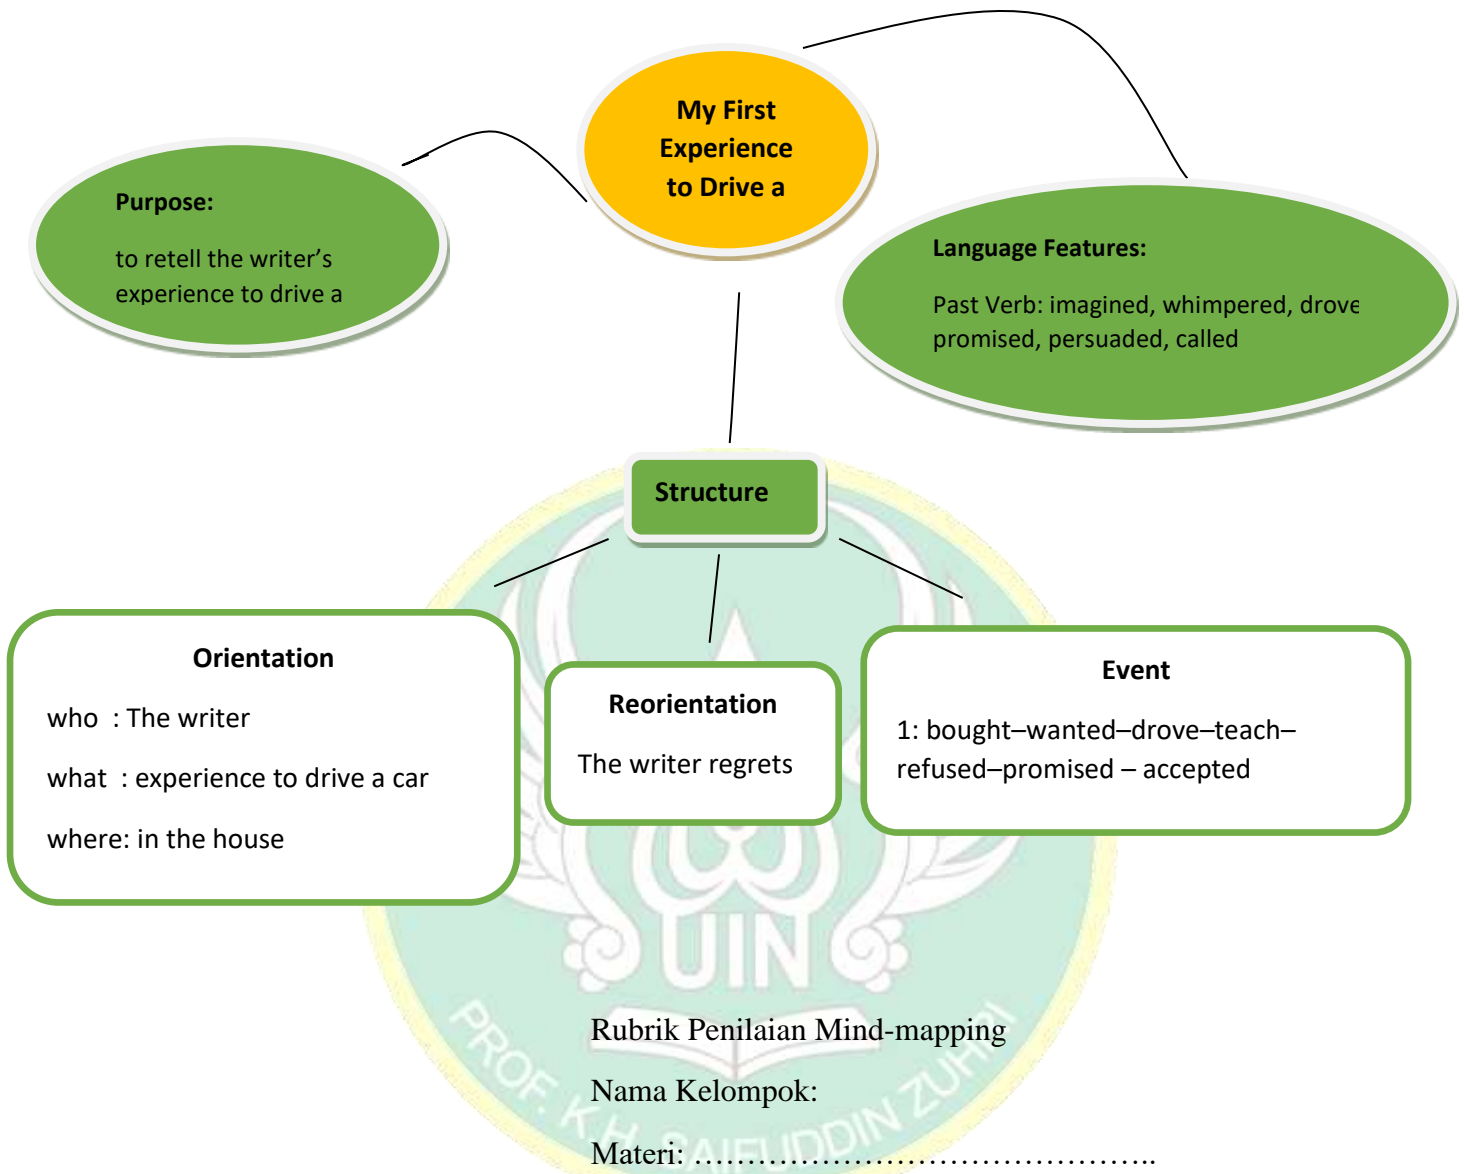 My First
Experience
to Drive a
Purpose:
to retell the writer's
experience to drive a
Language Features:
Past Verb: imagined, whimpered, drove
promised, persuaded, called
Structure
Orientation
who : The writer
what : experience to drive a car
where: in the house
Reorientation
The writer regrets
Event
1: bought–wanted–drove–teach–
refused–promised – accepted
UIN
PROF. K.H. SAIFUDDIN ZUHRI
Rubrik Penilaian Mind-mapping
Nama Kelompok:
Materi: …………………………………………..